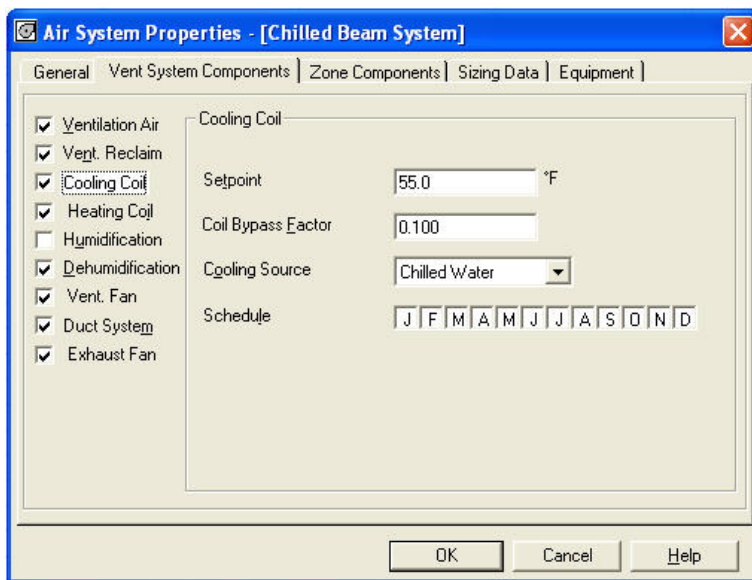 Air System Properties - [Chilled Beam System]
General Vent System Components Zone Components Sizing Data Equipment
Ventilation Air
Vent. Reclaim
Cooling Coil
Heating Coil
Humidification
Dehumidification
Vent. Fan
Duct System
Exhaust Fan
Cooling Coil
Setpoint 55.0 °F
Coil Bypass Factor 0.100
Cooling Source Chilled Water
Schedule J F M A M J J A S O N D
OK Cancel Help